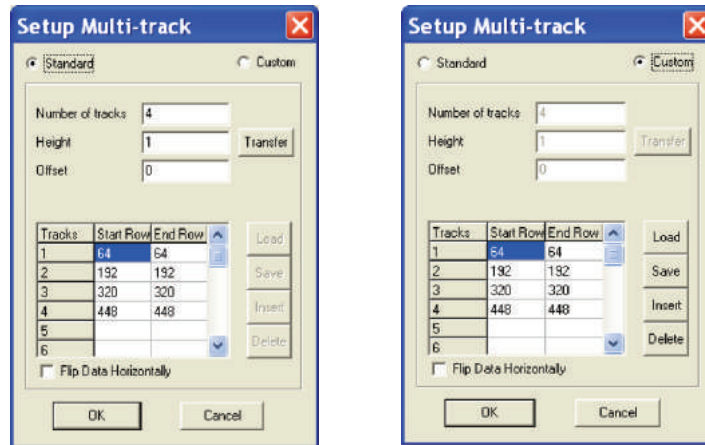 Setup Multi-track
Standard
Custom
Number of tracks 4
Height 1 Transfer
Offset 0
Tracks Start Row End Row
1 64 64
2 192 192
3 320 320
4 448 448
5
6
Load
Save
Insert
Delete
Flip Data Horizontally
OK Cancel
Setup Multi-track
Standard
Custom
Number of tracks 4
Height 1 Transfer
Offset 0
Tracks Start Row End Row
1 64 64
2 192 192
3 320 320
4 448 448
5
6
Load
Save
Insert
Delete
Flip Data Horizontally
OK Cancel